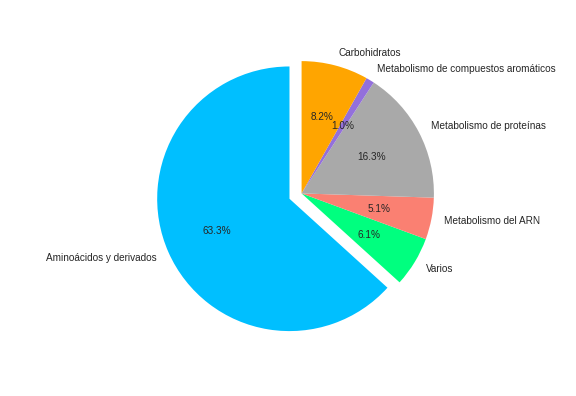 Carbohidratos
Metabolismo de compuestos aromáticos
8.2%
1.0%
Metabolismo de proteínas
16.3%
5.1%
Metabolismo del ARN
63.3%
6.1%
Aminoácidos y derivados
Varios